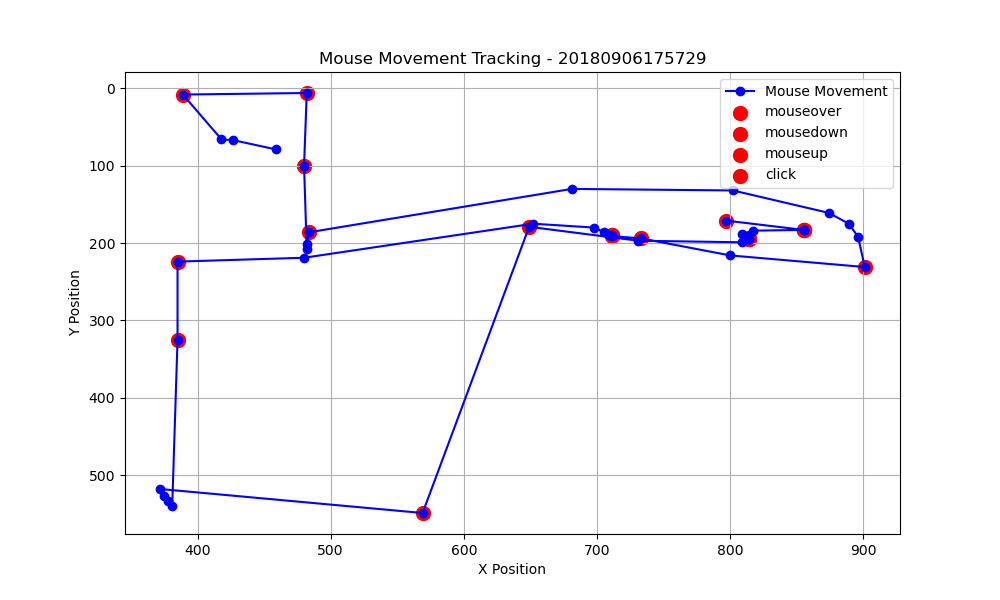 Mouse Movement Tracking - 20180906175729
Mouse Movement
mouseover
mousedown
mouseup
click
Y Position
0
100
200
300
400
500
400 500 600 700 800 900
X Position